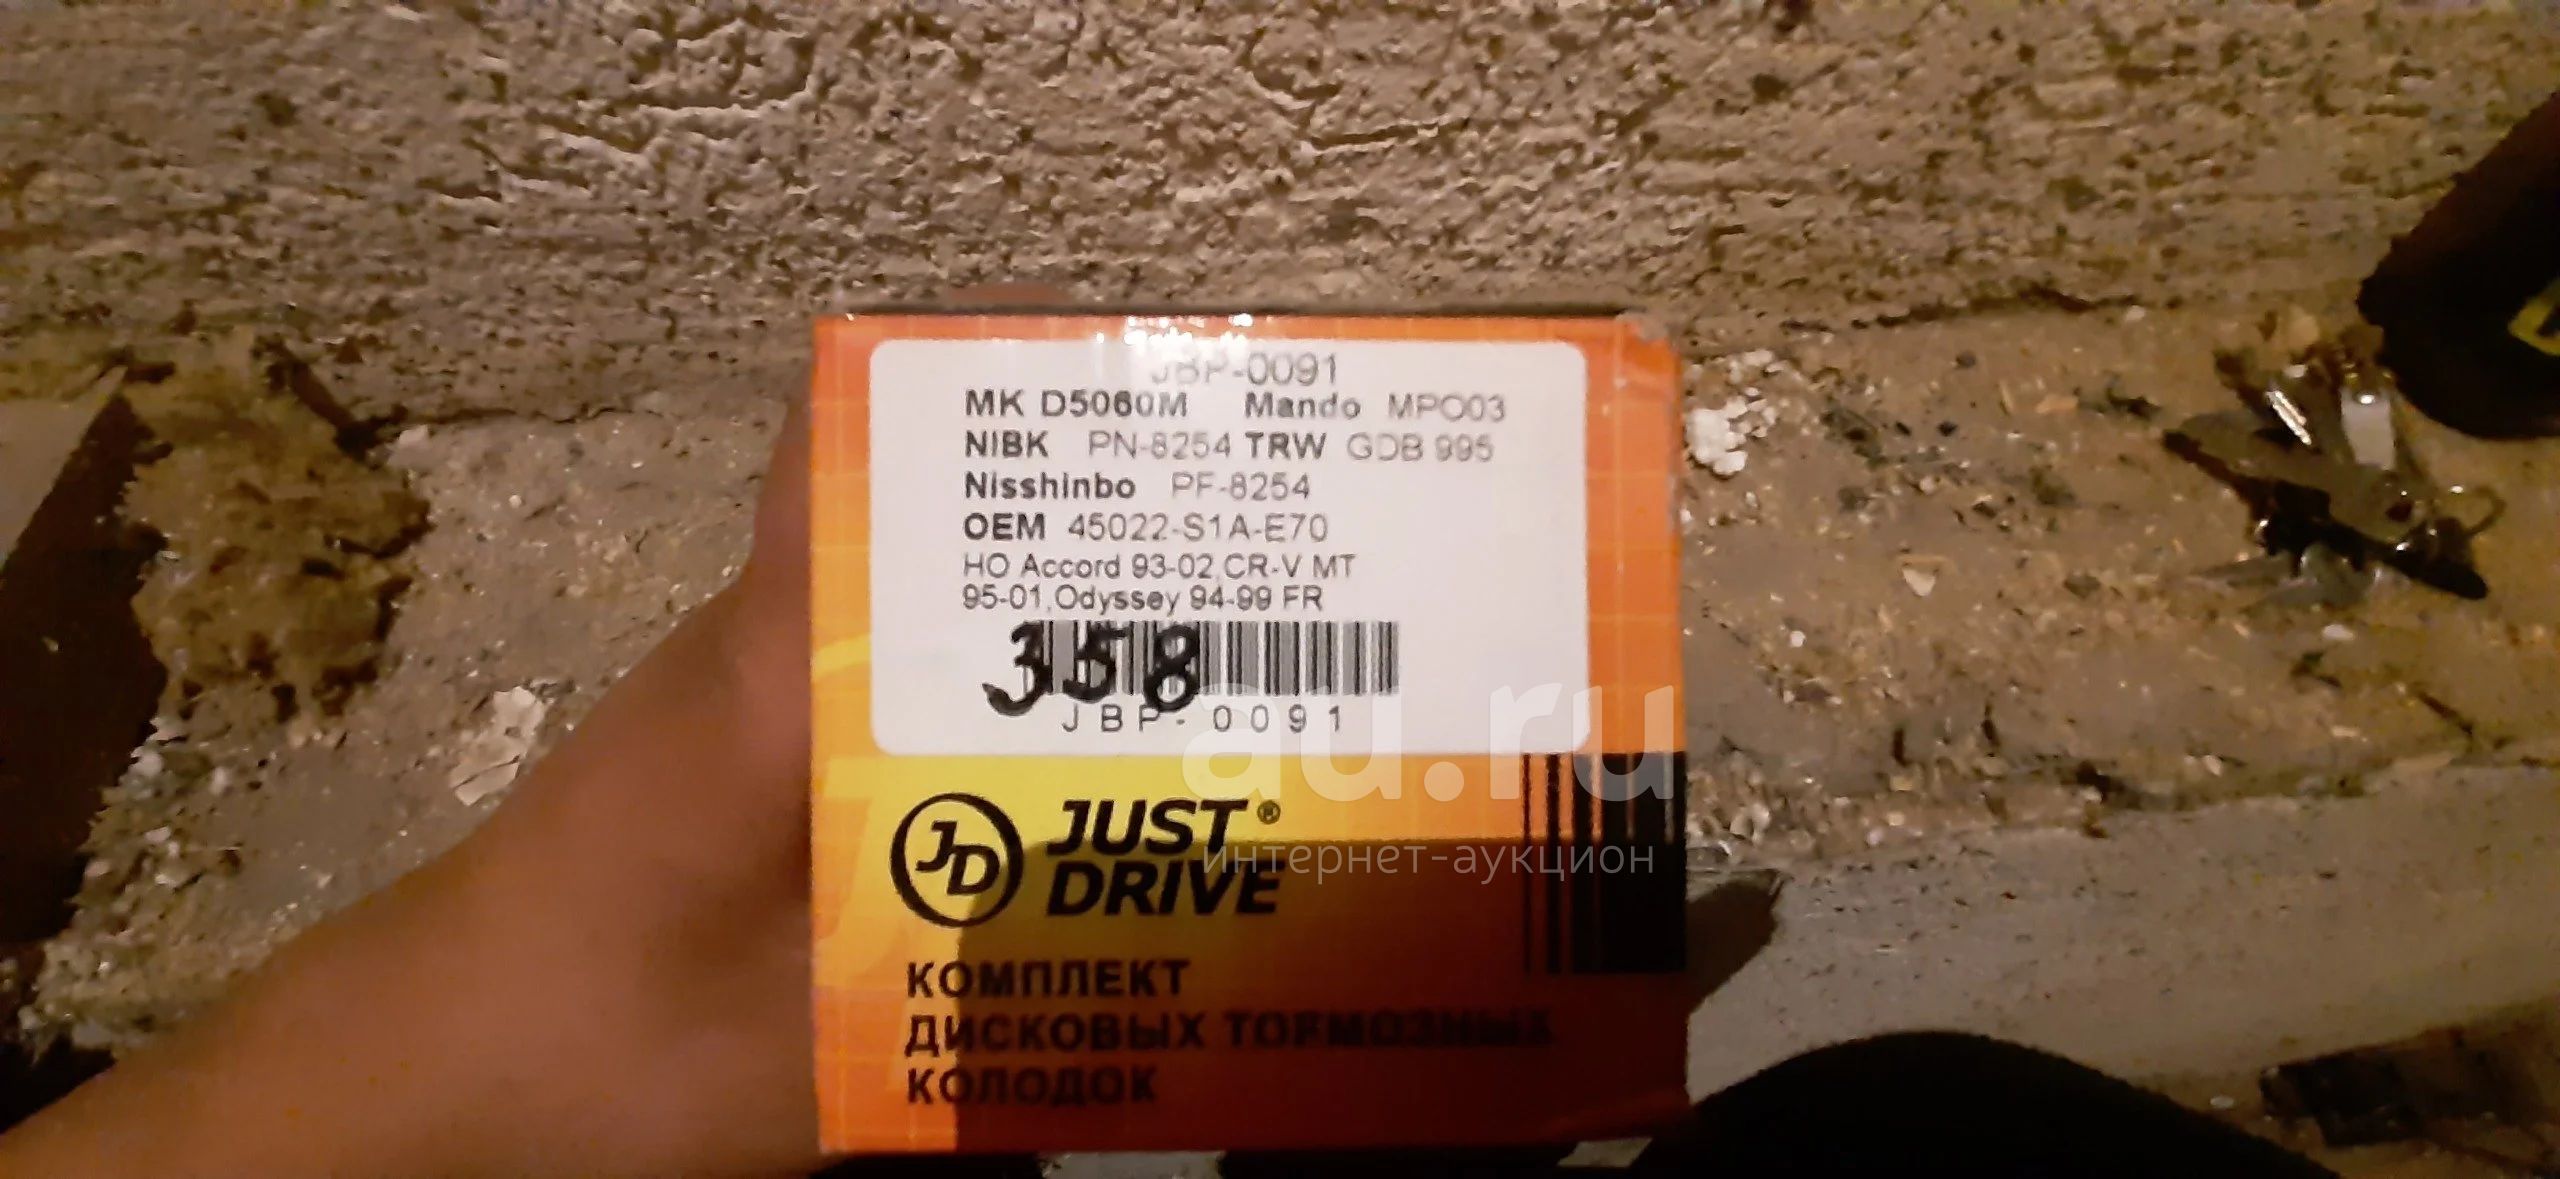 JBP-0091
MK D5060M Mando MPO03
NIBK PN-8254 TRW GDB 995
Nisshinbo PF-8254
OEM 45022-S1A-E70
HO Accord 93-02,CR-V MT
95-01,Odyssey 94-99 FR
358
JBP-0091
au.ru
интернет-аукцион
JD JUST ®
DRIVE
КОМПЛЕКТ
ДИСКОВЫХ ТОРМОЗНЫХ
КОЛОДОК